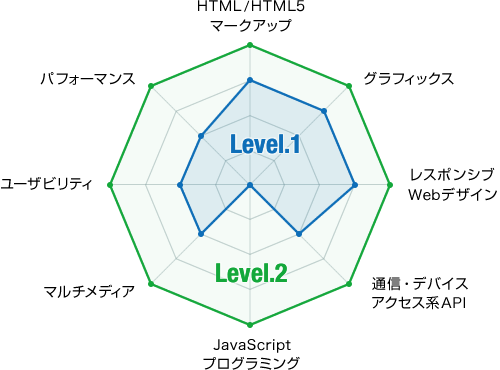 HTML/HTML5
マークアップ
パフォーマンス
グラフィックス
Level.1
ユーザビリティ
レスポンシブ
Webデザイン
Level.2
マルチメディア
通信・デバイス
アクセス系API
JavaScript
プログラミング